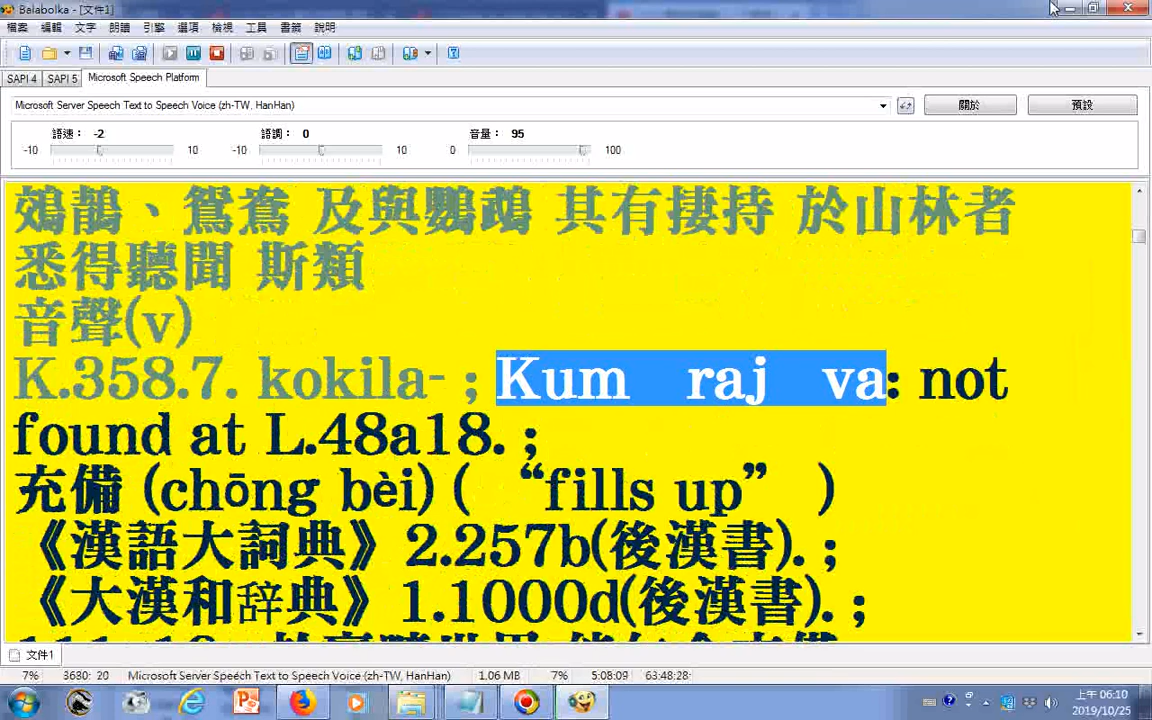 Balabolka - [文件1]
檔案 編輯 文字 朗讀 引擎 選項 檢視 工具 書籤 說明
SAPI 4 SAPI 5 Microsoft Speech Platform
Microsoft Server Speech Text to Speech Voice (zh-TW, HanHan) 關於 預設
語速： -2 語調： 0 音量： 95
-10 10 -10 10 0 100
鵁鶄、鴛鴦 及與鸚鵡 其有捿持 於山林者
悉得聽聞 斯類
音聲(v)
K.358.7. kokila- ; Kum raj va: not
found at L.48a18. ;
充備 (chōng bèi) ( “fills up” )
《漢語大詞典》 2.257b(後漢書). ;
《大漢和辞典》 1.1000d(後漢書). ;
文件1
7% 3680: 20 Microsoft Server Speech Text to Speech Voice (zh-TW, HanHan) 1.06 MB 7% 5:08:09 63:48:28
上午 06:10
2019/10/25